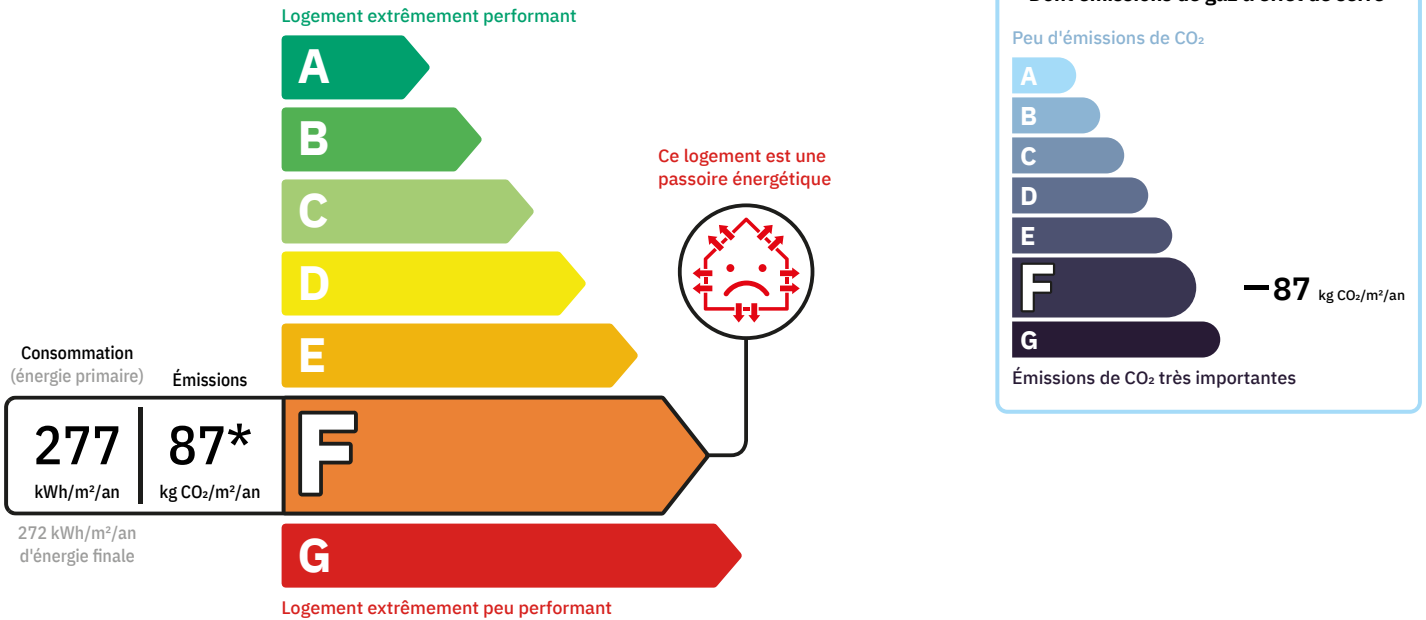 Logement extrêmement performant
A
B
C
D
E
F
G
Logement extrêmement peu performant
Consommation
(énergie primaire)
Émissions
277
kWh/m²/an
87*
kg CO₂/m²/an
272 kWh/m²/an
d'énergie finale
Ce logement est une
passoire énergétique
Peu d'émissions de CO₂
A
B
C
D
E
F
G
87 kg CO₂/m²/an
Émissions de CO₂ très importantes